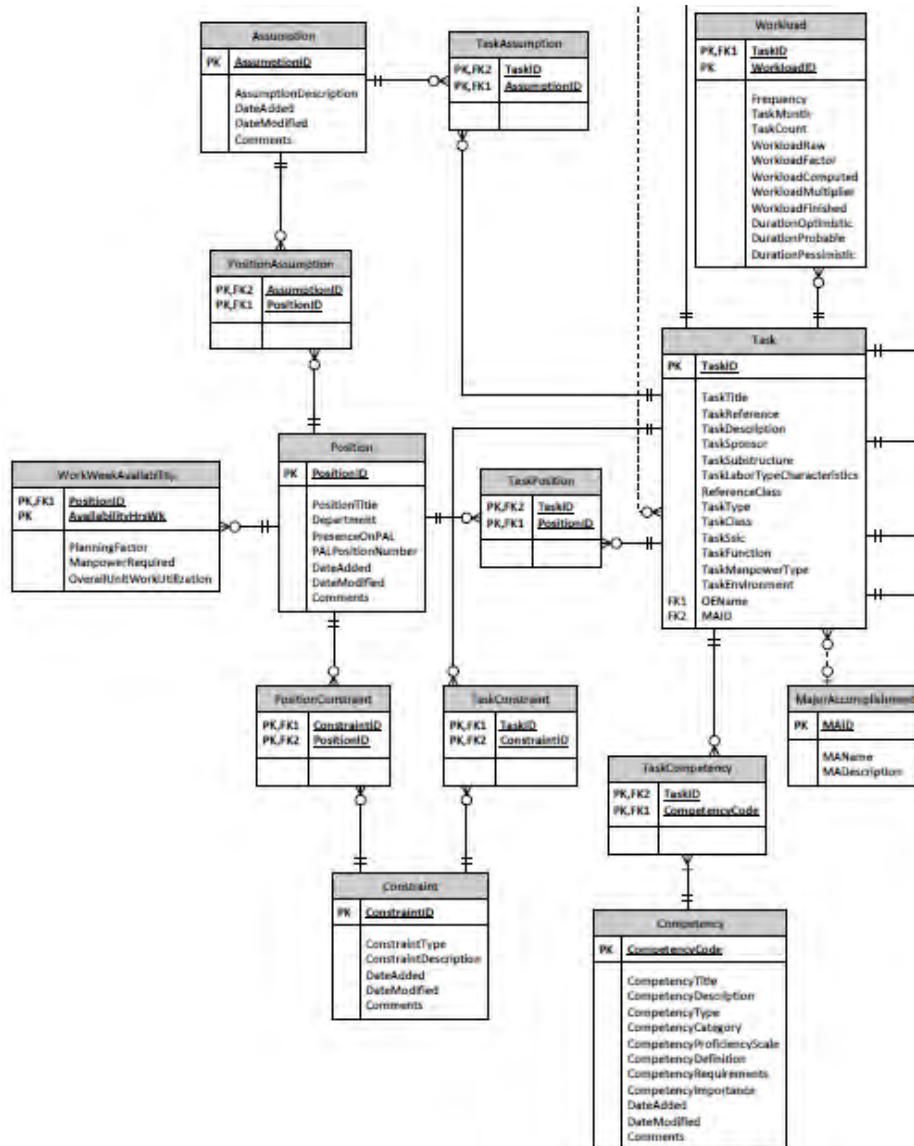 Assumption
PK AssumptionID
AssumptionDescription
DateAdded
DateModified
Comments
TaskAssumption
PK,FK2 TaskID
PK,FK1 AssumptionID
Workload
PK,FK1 TaskID
PK WorkloadID
Frequency
TaskMonth
TaskCount
WorkloadRaw
WorkloadFactor
WorkloadComputed
WorkloadMultiplier
WorkloadFinished
DurationOptimistic
DurationProbable
DurationPessimistic
PositionAssumption
PK,FK2 AssumptionID
PK,FK1 PositionID
Task
PK TaskID
TaskTitle
TaskReference
TaskDescription
TaskSponsor
TaskSubstructure
TaskLaborTypeCharacteristics
ReferenceClass
TaskType
TaskClass
TaskSsic
TaskFunction
TaskManpowerType
TaskEnvironment
FK1 OEName
FK2 MAID
WorkWeekAvailability
PK,FK1 PositionID
PK AvailabilityHrsWk
PlanningFactor
ManpowerRequired
OverallUnitWorkUtilization
Position
PK PositionID
PositionTitle
Department
PresenceOnPAL
PALPositionNumber
DateAdded
DateModified
Comments
TaskPosition
PK,FK2 TaskID
PK,FK1 PositionID
PositionConstraint
PK,FK1 ConstraintID
PK,FK2 PositionID
TaskConstraint
PK,FK1 TaskID
PK,FK2 ConstraintID
MajorAccomplishment
PK MAID
MAName
MADescription
TaskCompetency
PK,FK2 TaskID
PK,FK1 CompetencyCode
Constraint
PK ConstraintID
ConstraintType
ConstraintDescription
DateAdded
DateModified
Comments
Competency
PK CompetencyCode
CompetencyTitle
CompetencyDescription
CompetencyType
CompetencyCategory
CompetencyProficiencyScale
CompetencyDefinition
CompetencyRequirements
CompetencyImportance
DateAdded
DateModified
Comments